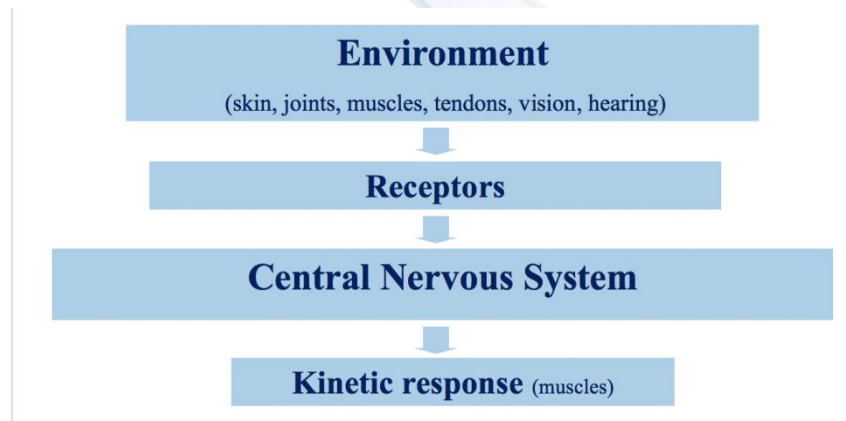 Environment
(skin, joints, muscles, tendons, vision, hearing)
Receptors
Central Nervous System
Kinetic response (muscles)